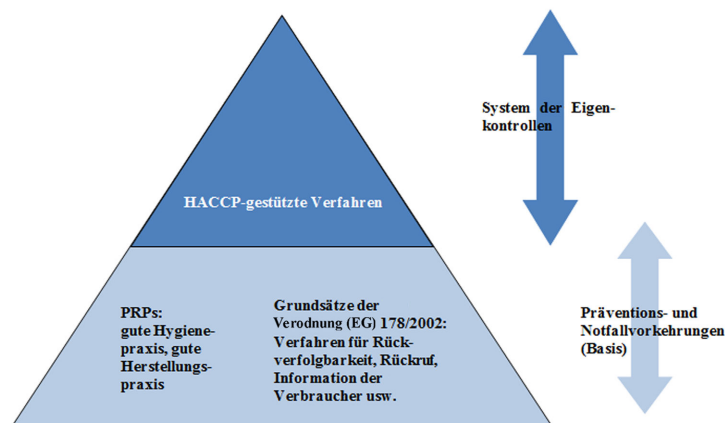 System der Eigen-
kontrollen
HACCP-gestützte Verfahren
PRPs:
gute Hygiene-
praxis, gute
Herstellungs-
praxis
Grundsätze der
Verodnung (EG) 178/2002:
Verfahren für Rück-
verfolgbarkeit, Rückruf,
Information der
Verbraucher usw.
Präventions- und
Notfallvorkehrungen
(Basis)